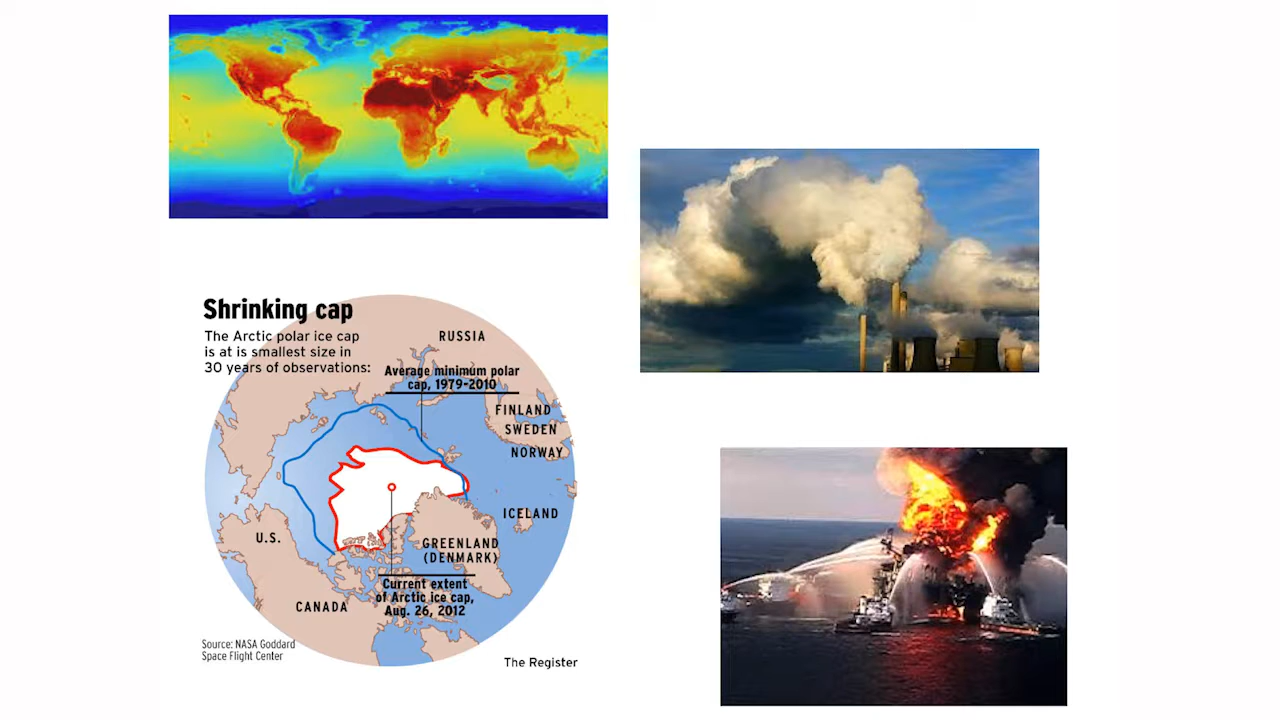 Shrinking cap
The Arctic polar ice cap
is at is smallest size in
30 years of observations:
RUSSIA
Average minimum polar
cap, 1979-2010
FINLAND
SWEDEN
NORWAY
ICELAND
U.S.
GREENLAND
(DENMARK)
Current extent
of Arctic ice cap,
Aug. 26, 2012
CANADA
Source: NASA Goddard
Space Flight Center
The Register